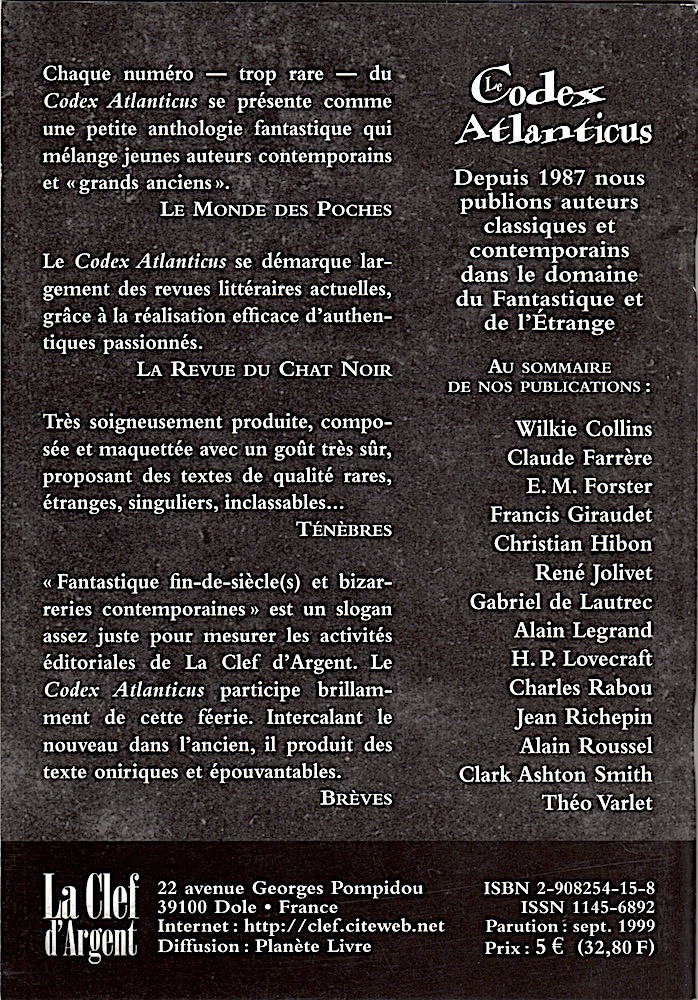 Chaque numéro — trop rare — du
Codex Atlanticus se présente comme
une petite anthologie fantastique qui
mélange jeunes auteurs contemporains
et « grands anciens ».
LE MONDE DES POCHES
Le Codex Atlanticus se démarque lar-
gement des revues littéraires actuelles,
grâce à la réalisation efficace d'authen-
tiques passionnés.
LA REVUE DU CHAT NOIR
Très soigneusement produite, compo-
sée et maquettée avec un goût très sûr,
proposant des textes de qualité rares,
étranges, singuliers, inclassables...
TÉNÈBRES
« Fantastique fin-de-siècle(s) et bizar-
reries contemporaines » est un slogan
assez juste pour mesurer les activités
éditoriales de La Clef d'Argent. Le
Codex Atlanticus participe brillam-
ment de cette féerie. Intercalant le
nouveau dans l'ancien, il produit des
texte oniriques et épouvantables.
BRÈVES
Le Codex
Atlanticus
Depuis 1987 nous
publions auteurs
classiques et
contemporains
dans le domaine
du Fantastique et
de l'Étrange
AU SOMMAIRE
DE NOS PUBLICATIONS :
Wilkie Collins
Claude Farrère
E. M. Forster
Francis Giraudet
Christian Hibon
René Jolivet
Gabriel de Lautrec
Alain Legrand
H. P. Lovecraft
Charles Rabou
Jean Richepin
Alain Roussel
Clark Ashton Smith
Théo Varlet
La Clef
d'Argent
22 avenue Georges Pompidou
39100 Dole • France
Internet : http://clef.citeweb.net
Diffusion : Planète Livre
ISBN 2-908254-15-8
ISSN 1145-6892
Parution : sept. 1999
Prix : 5 € (32,80 F)